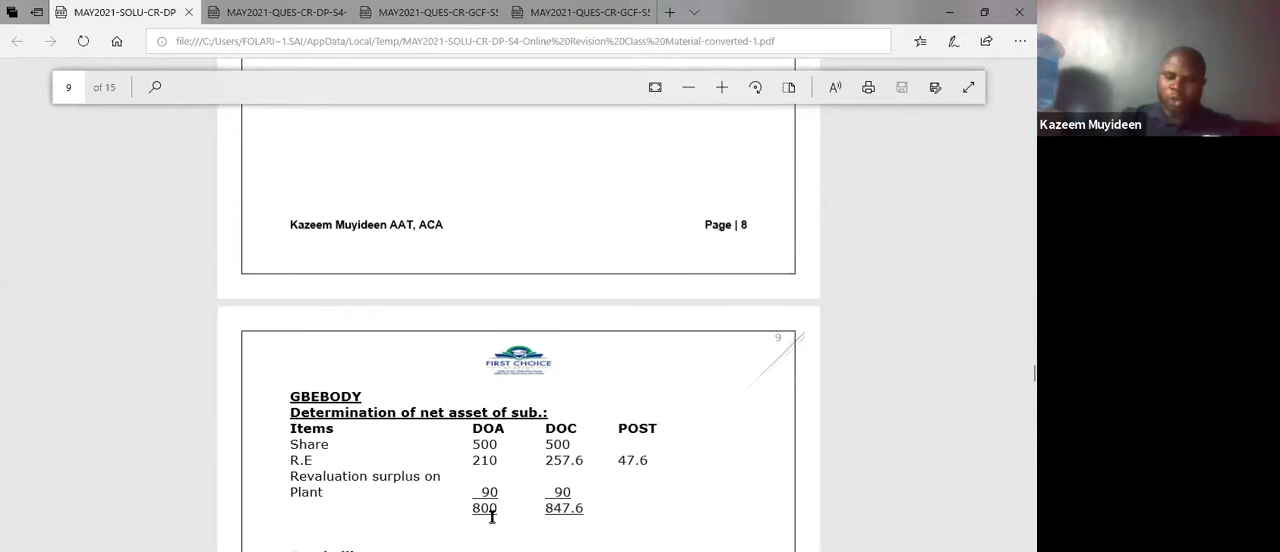 MAY2021-SOLU-CR-DP
MAY2021-QUES-CR-DP-S4-
MAY2021-QUES-CR-GCF-S5
MAY2021-QUES-CR-GCF-S5
file:///C:/Users/FOLARI~1.SAI/AppData/Local/Temp/MAY2021-SOLU-CR-DP-S4-Online%20Revision%20Class%20Material-converted-1.pdf
9 of 15
Kazeem Muyideen
Kazeem Muyideen AAT, ACA Page | 8
9
FIRST CHOICE
GBEBODY
Determination of net asset of sub.:
Items DOA DOC POST
Share 500 500
R.E 210 257.6 47.6
Revaluation surplus on
Plant 90 90
800 847.6